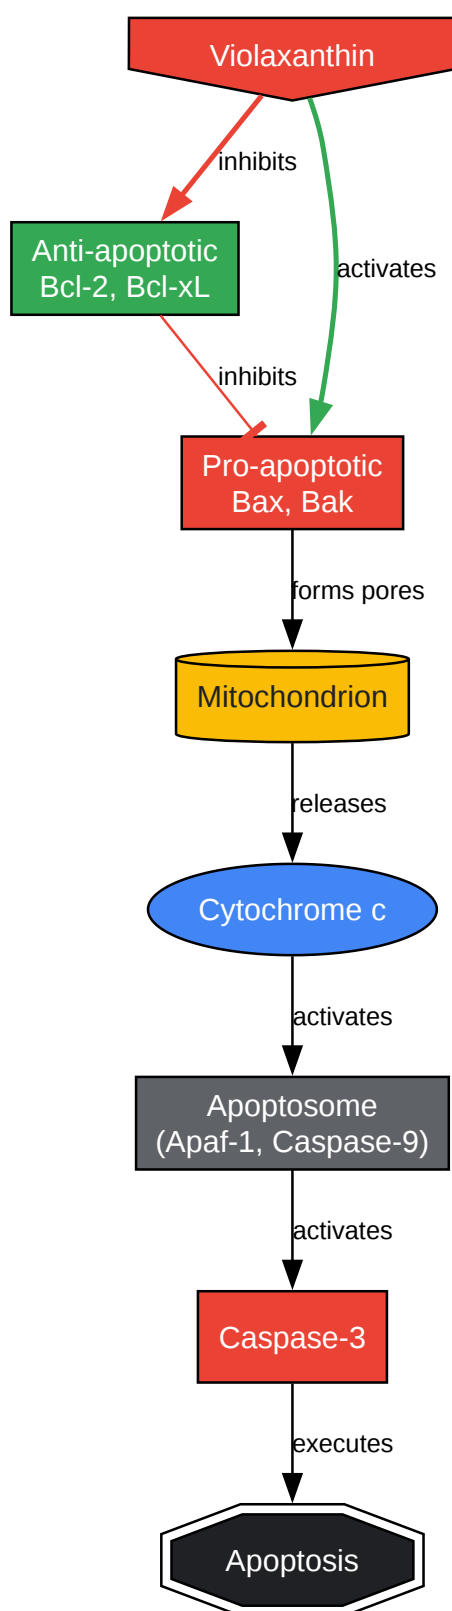 Violaxanthin
inhibits
Anti-apoptotic
Bcl-2, Bcl-xL
activates
inhibits
Pro-apoptotic
Bax, Bak
forms pores
Mitochondrion
releases
Cytochrome c
activates
Apoptosome
(Apaf-1, Caspase-9)
activates
Caspase-3
executes
Apoptosis